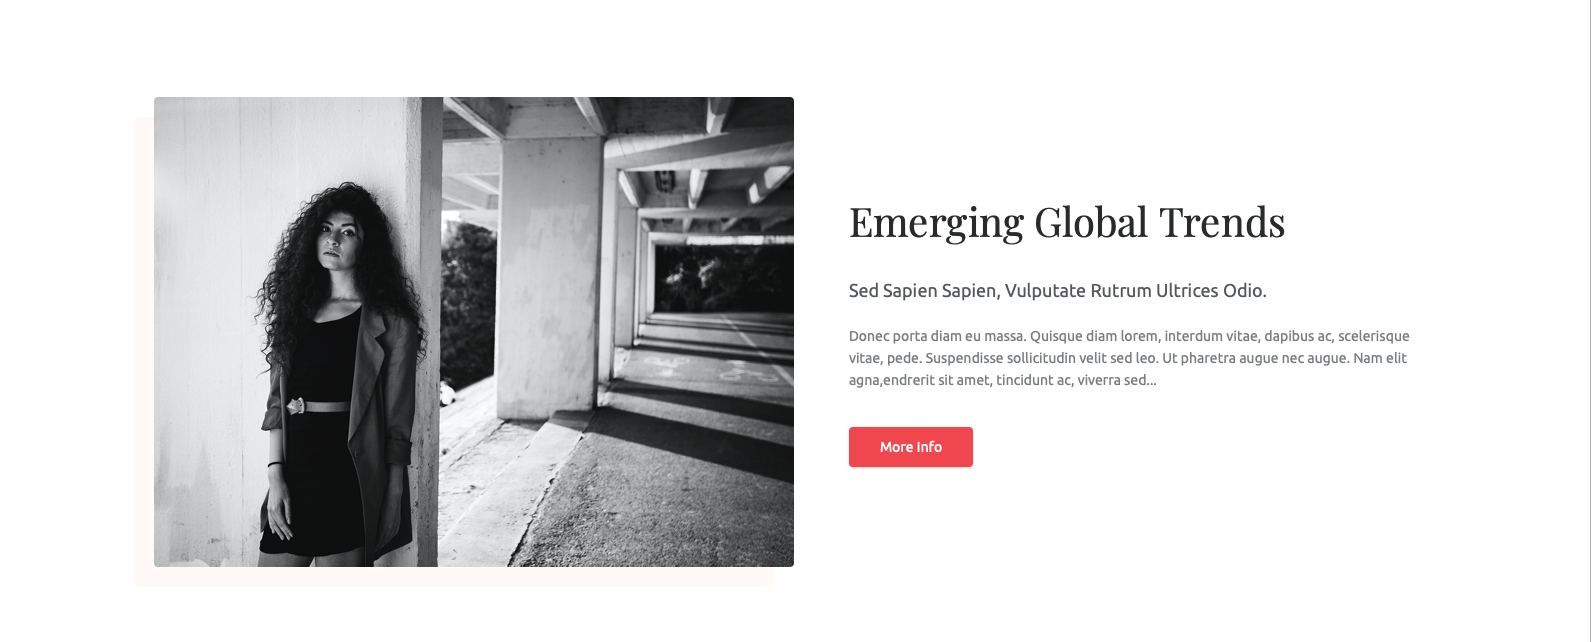 Emerging Global Trends
Sed Sapien Sapien, Vulputate Rutrum Ultrices Odio.
Donec porta diam eu massa. Quisque diam lorem, interdum vitae, dapibus ac, scelerisque
vitae, pede. Suspendisse sollicitudin velit sed leo. Ut pharetra augue nec augue. Nam elit
agna,endrerit sit amet, tincidunt ac, viverra sed...
More Info